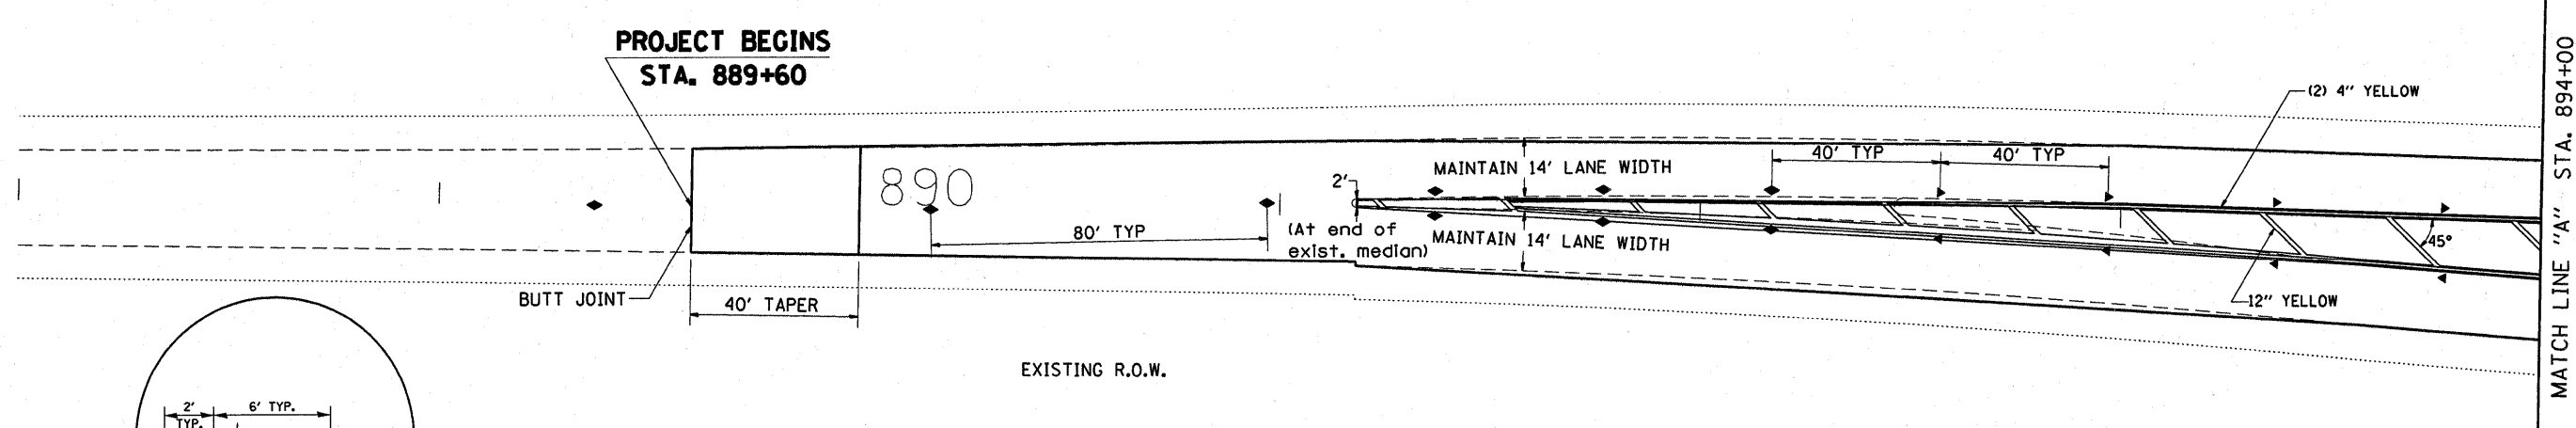 PROJECT BEGINS
STA. 889+60
890
BUTT JOINT
40' TAPER
80' TYP
2'
(At end of
exist. median)
MAINTAIN 14' LANE WIDTH
MAINTAIN 14' LANE WIDTH
40' TYP
40' TYP
(2) 4" YELLOW
45°
12" YELLOW
EXISTING R.O.W.
MATCH LINE "A" STA. 894+00
2'
TYP.
6' TYP.